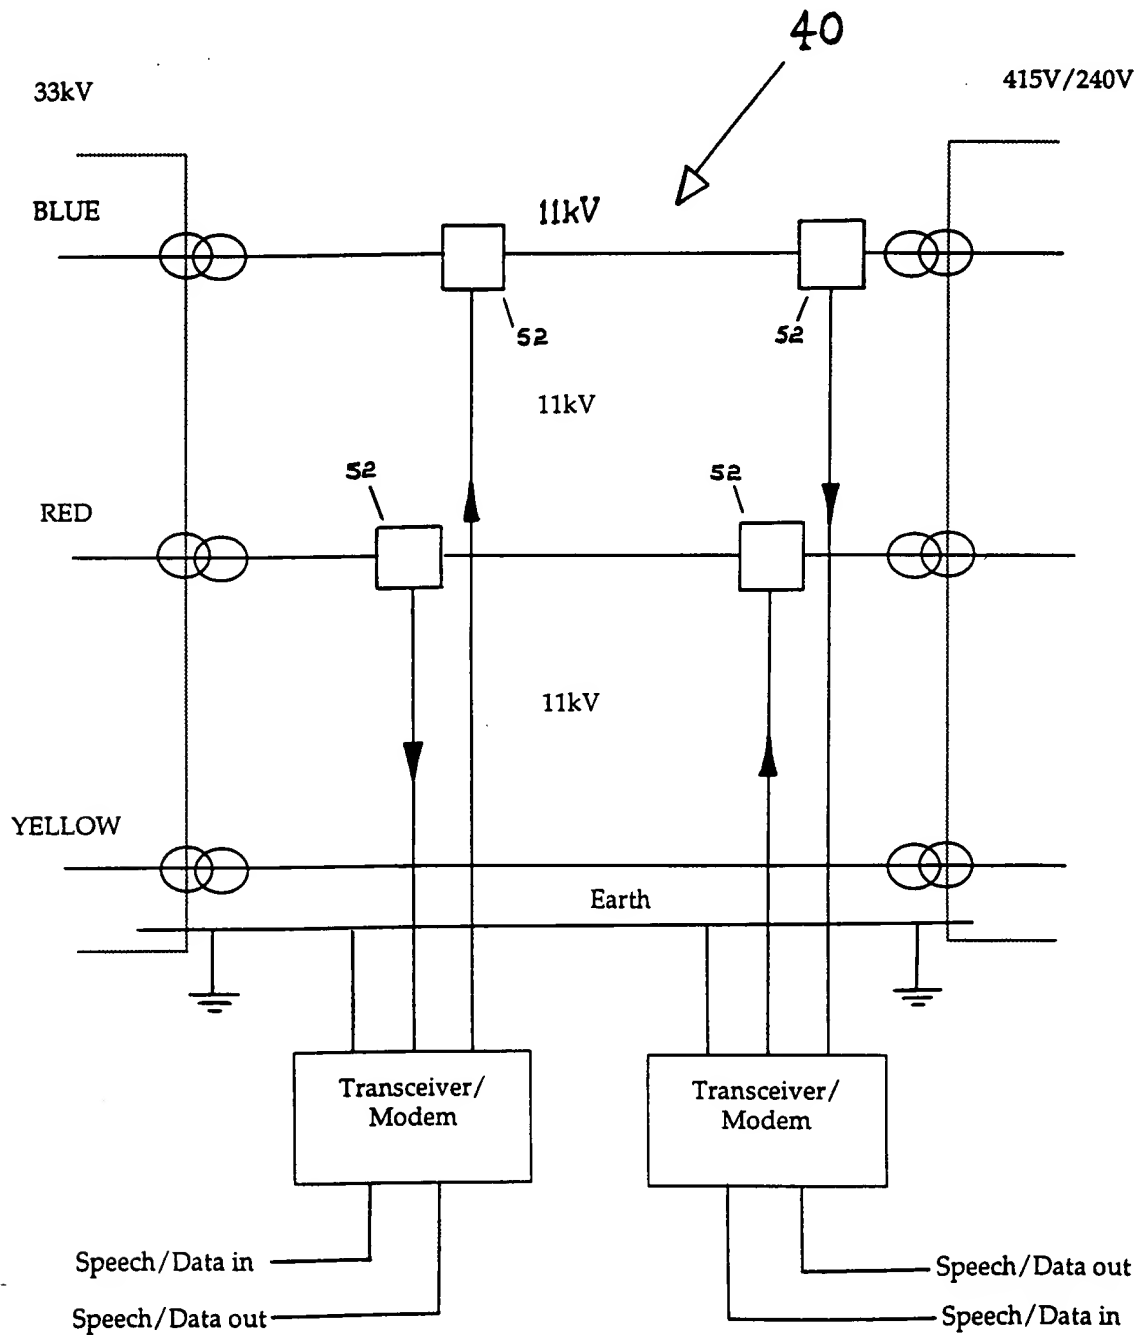 40
33kV
415V/240V
BLUE
11kV
52
52
11kV
52
52
RED
11kV
YELLOW
Earth
Transceiver/
Modem
Transceiver/
Modem
Speech/Data in
Speech/Data out
Speech/Data out
Speech/Data in